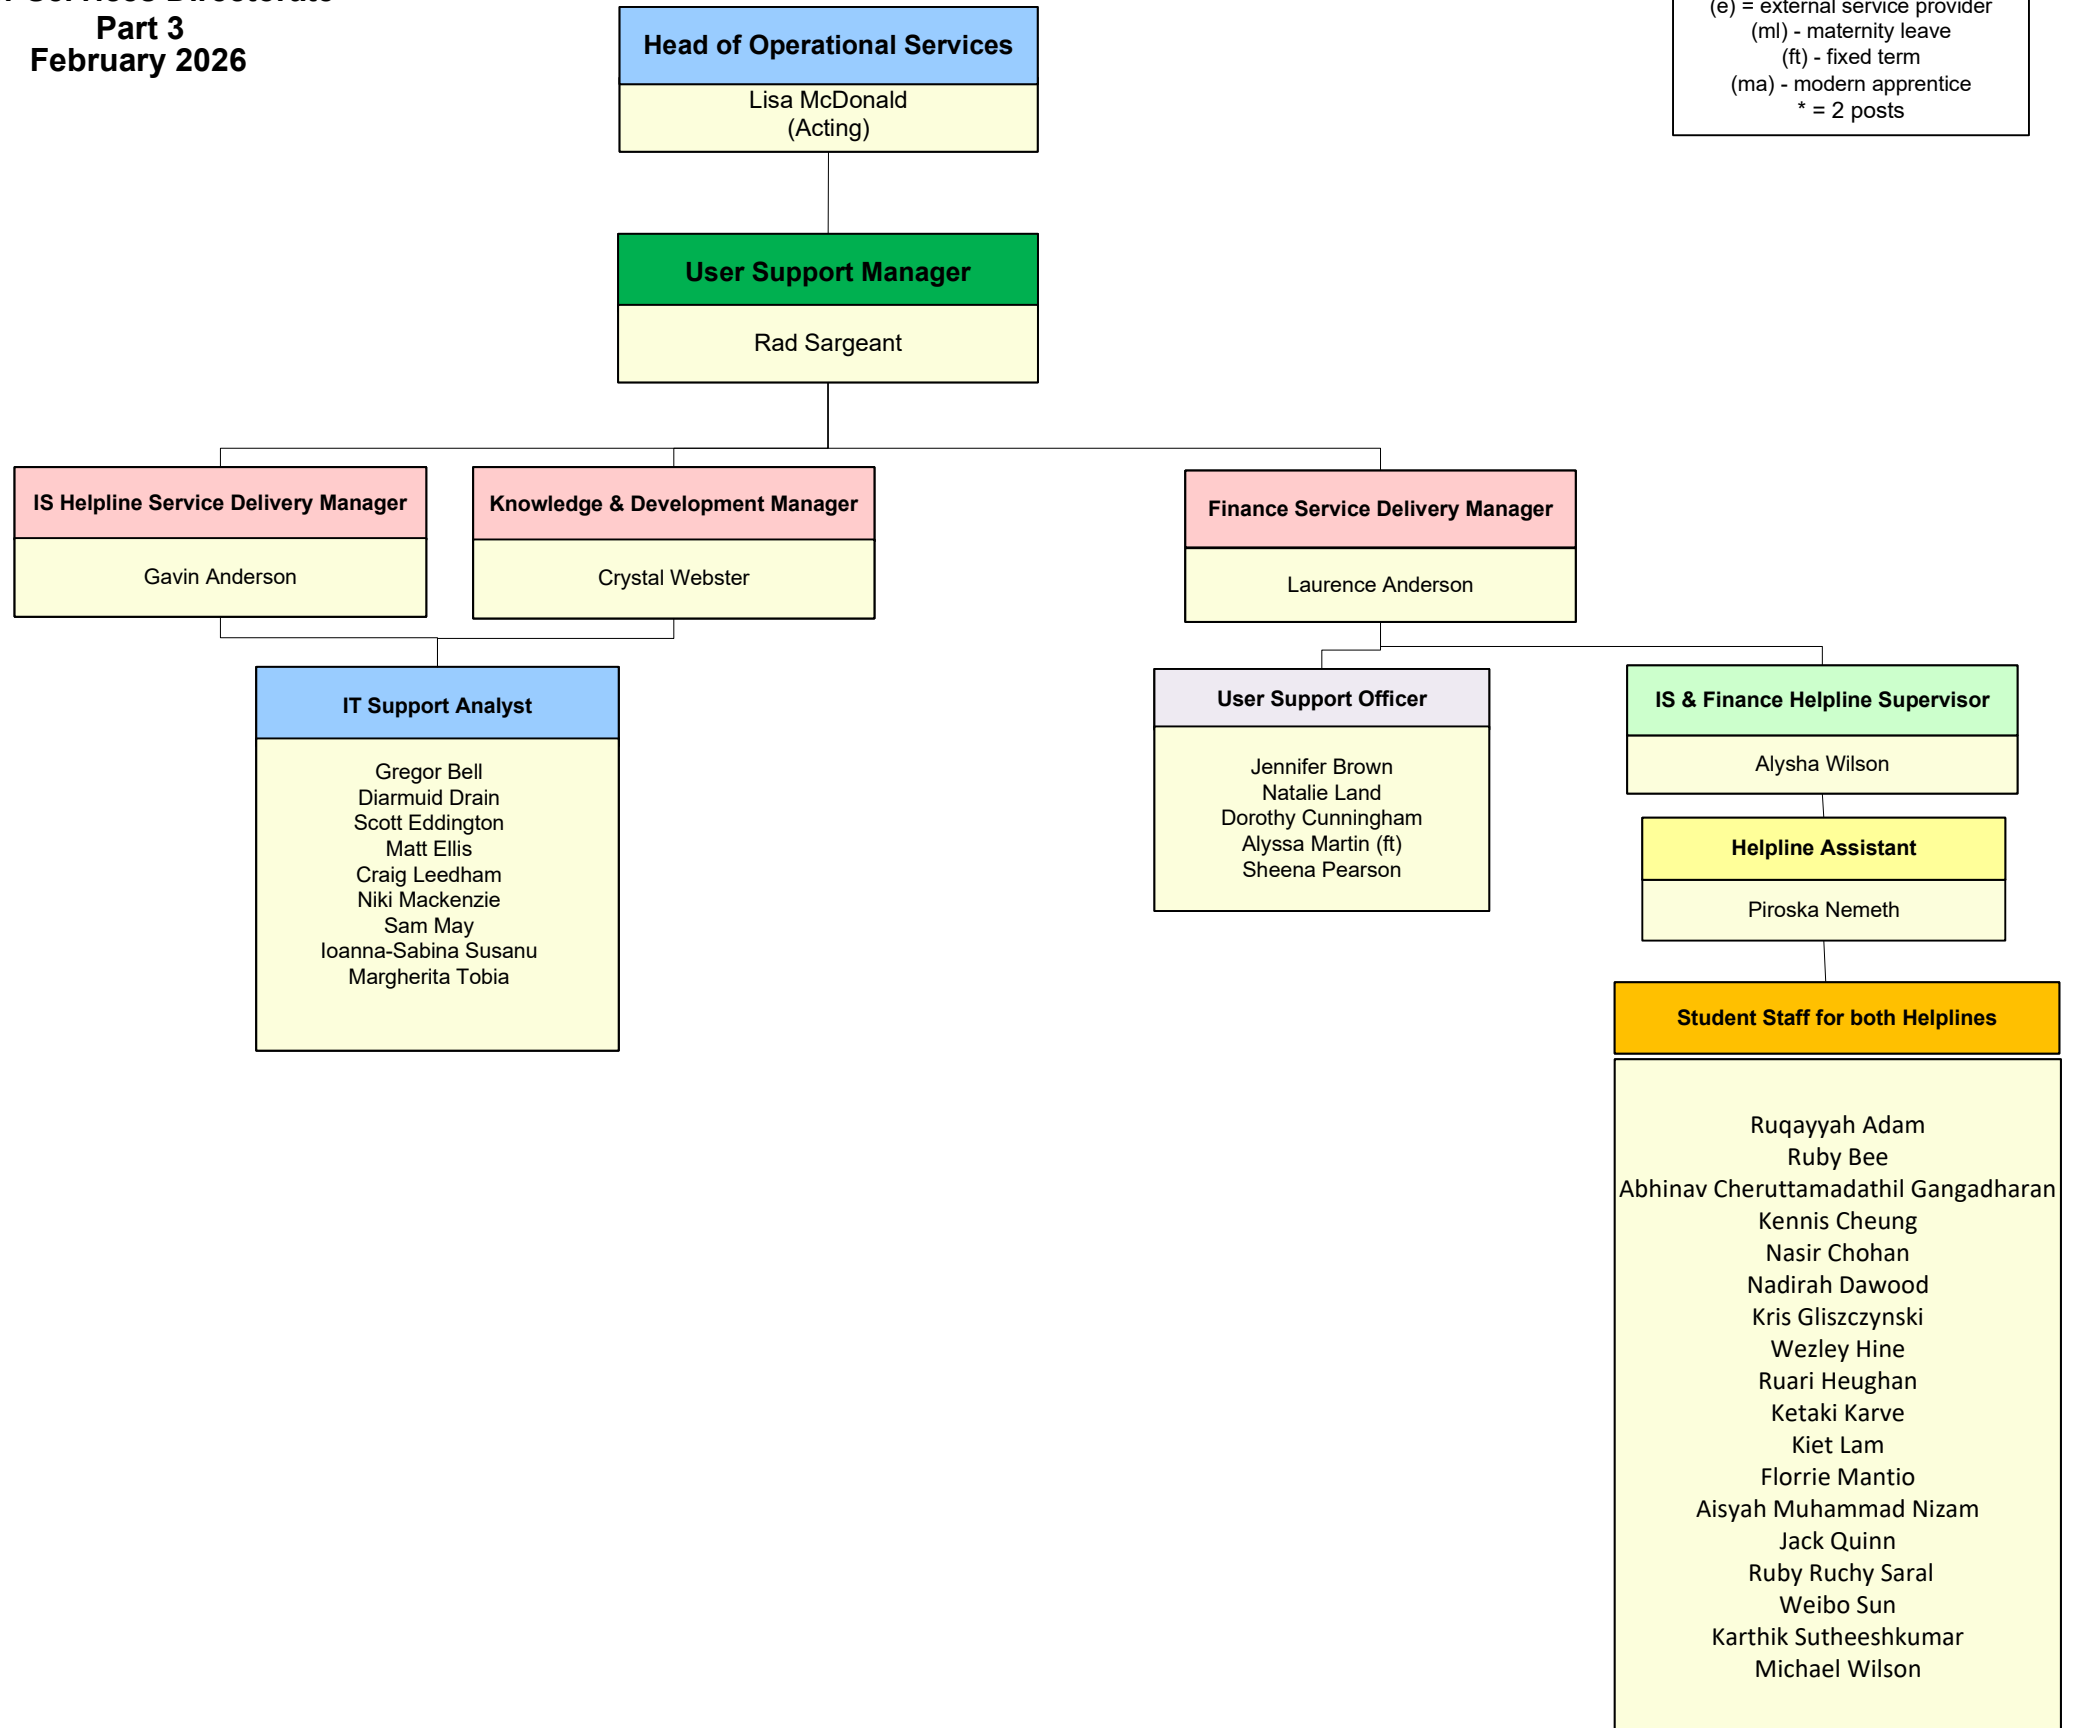 Services Directorate
Part 3
February 2026
(e) = external service provider
(ml) - maternity leave
(ft) - fixed term
(ma) - modern apprentice
* = 2 posts
Head of Operational Services
Lisa McDonald
(Acting)
User Support Manager
Rad Sargeant
IS Helpline Service Delivery Manager
Gavin Anderson
Knowledge & Development Manager
Crystal Webster
Finance Service Delivery Manager
Laurence Anderson
IT Support Analyst
Gregor Bell
Diarmuid Drain
Scott Eddington
Matt Ellis
Craig Leedham
Niki Mackenzie
Sam May
Ioanna-Sabina Susanu
Margherita Tobia
User Support Officer
Jennifer Brown
Natalie Land
Dorothy Cunningham
Alyssa Martin (ft)
Sheena Pearson
IS & Finance Helpline Supervisor
Alysha Wilson
Helpline Assistant
Piroska Nemeth
Student Staff for both Helplines
Ruqayyah Adam
Ruby Bee
Abhinav Cheruttamadathil Gangadharan
Kennis Cheung
Nasir Chohan
Nadirah Dawood
Kris Gliszczynski
Wezley Hine
Ruari Heughan
Ketaki Karve
Kiet Lam
Florrie Mantio
Aisyah Muhammad Nizam
Jack Quinn
Ruby Ruchy Saral
Weibo Sun
Karthik Sutheeshkumar
Michael Wilson